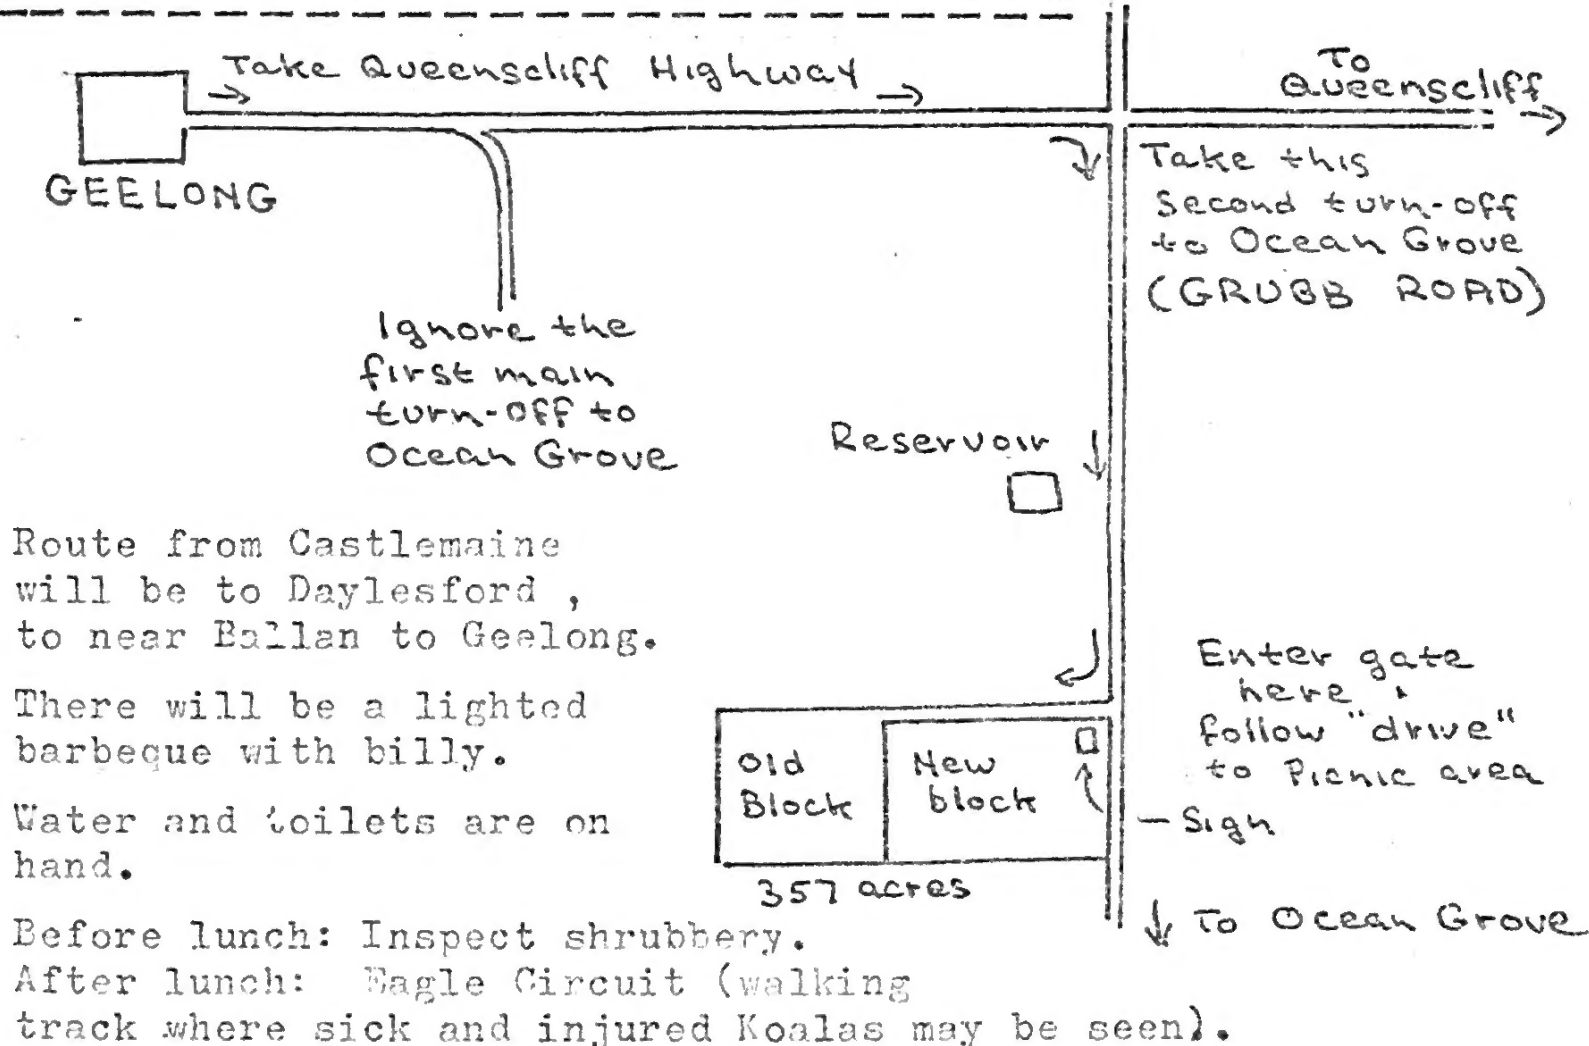 Take Queenscliff Highway
To
Queenscliff
GEELONG
Take this
Second turn-off
to Ocean Grove
(GRUBB ROAD)
Ignore the
first main
turn-off to
Ocean Grove
Reservoir
Route from Castlemaine
will be to Daylesford ,
to near Ballan to Geelong.
There will be a lighted
barbeque with billy.
Water and toilets are on
hand.
Enter gate
here &
follow "drive"
to Picnic area
Old
Block
New
block
- Sign
357 acres
To Ocean Grove
Before lunch: Inspect shrubbery.
After lunch: Eagle Circuit (walking
track where sick and injured Koalas may be seen).